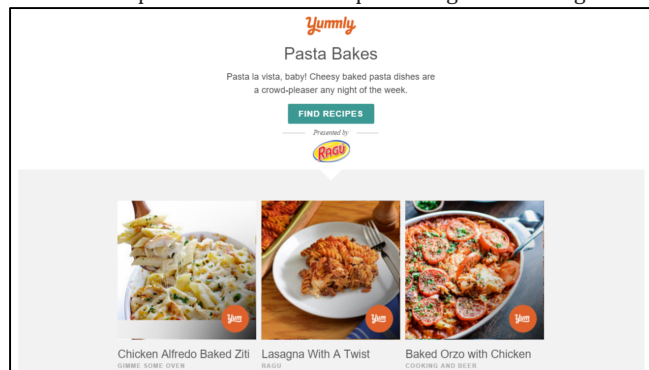 Yummly
Pasta Bakes
Pasta la vista, baby! Cheesy baked pasta dishes are
a crowd-pleaser any night of the week.
FIND RECIPES
Presented by
RAGÚ
Yum
Yum
Yum
Chicken Alfredo Baked Ziti
GIMME SOME OVEN
Lasagna With A Twist
RAGU
Baked Orzo with Chicken
COOKING AND BEER